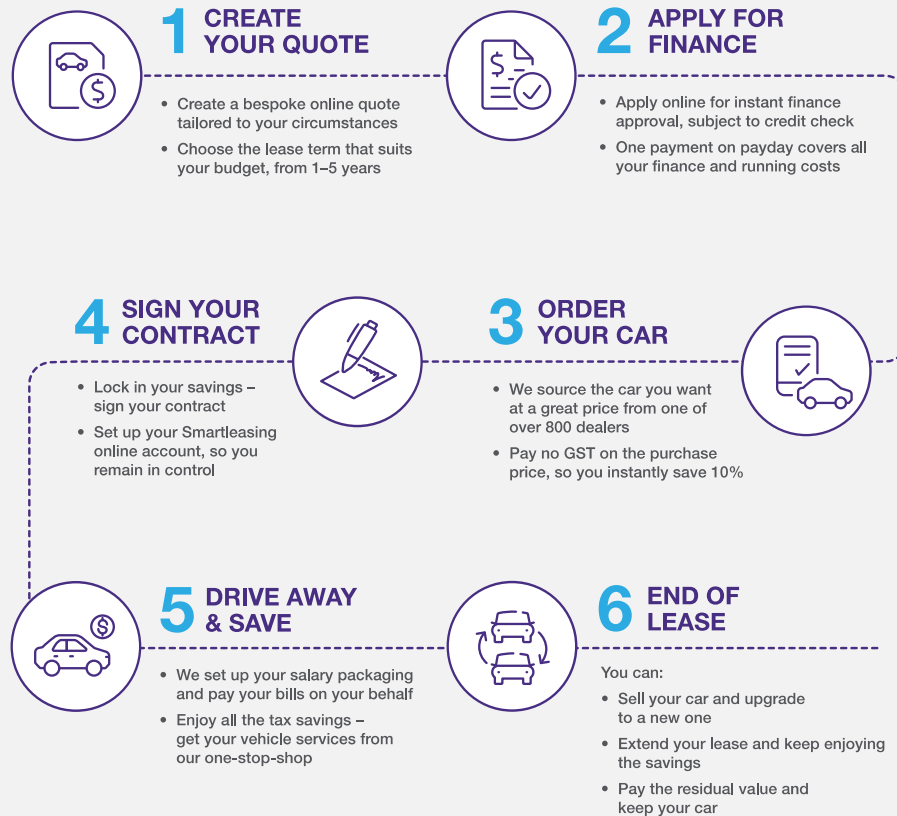 1 CREATE
YOUR QUOTE
• Create a bespoke online quote
tailored to your circumstances
• Choose the lease term that suits
your budget, from 1–5 years
2 APPLY FOR
FINANCE
• Apply online for instant finance
approval, subject to credit check
• One payment on payday covers all
your finance and running costs
3 ORDER
YOUR CAR
• We source the car you want
at a great price from one of
over 800 dealers
• Pay no GST on the purchase
price, so you instantly save 10%
4 SIGN YOUR
CONTRACT
• Lock in your savings –
sign your contract
• Set up your Smartleasing
online account, so you
remain in control
5 DRIVE AWAY
& SAVE
• We set up your salary packaging
and pay your bills on your behalf
• Enjoy all the tax savings –
get your vehicle services from
our one-stop-shop
6 END OF
LEASE
You can:
• Sell your car and upgrade
to a new one
• Extend your lease and keep enjoying
the savings
• Pay the residual value and
keep your car